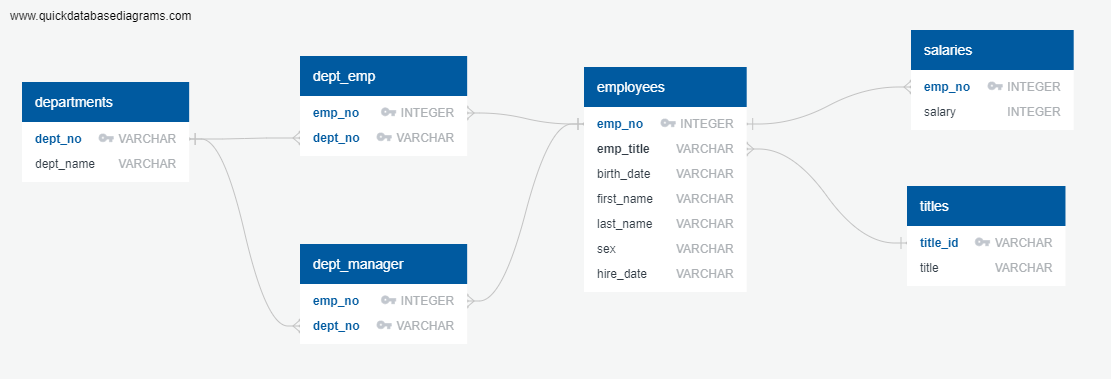 www.quickdatabasediagrams.com
departments
dept_no VARCHAR
dept_name VARCHAR
dept_emp
emp_no INTEGER
dept_no VARCHAR
dept_manager
emp_no INTEGER
dept_no VARCHAR
employees
emp_no INTEGER
emp_title VARCHAR
birth_date VARCHAR
first_name VARCHAR
last_name VARCHAR
sex VARCHAR
hire_date VARCHAR
salaries
emp_no INTEGER
salary INTEGER
titles
title_id VARCHAR
title VARCHAR